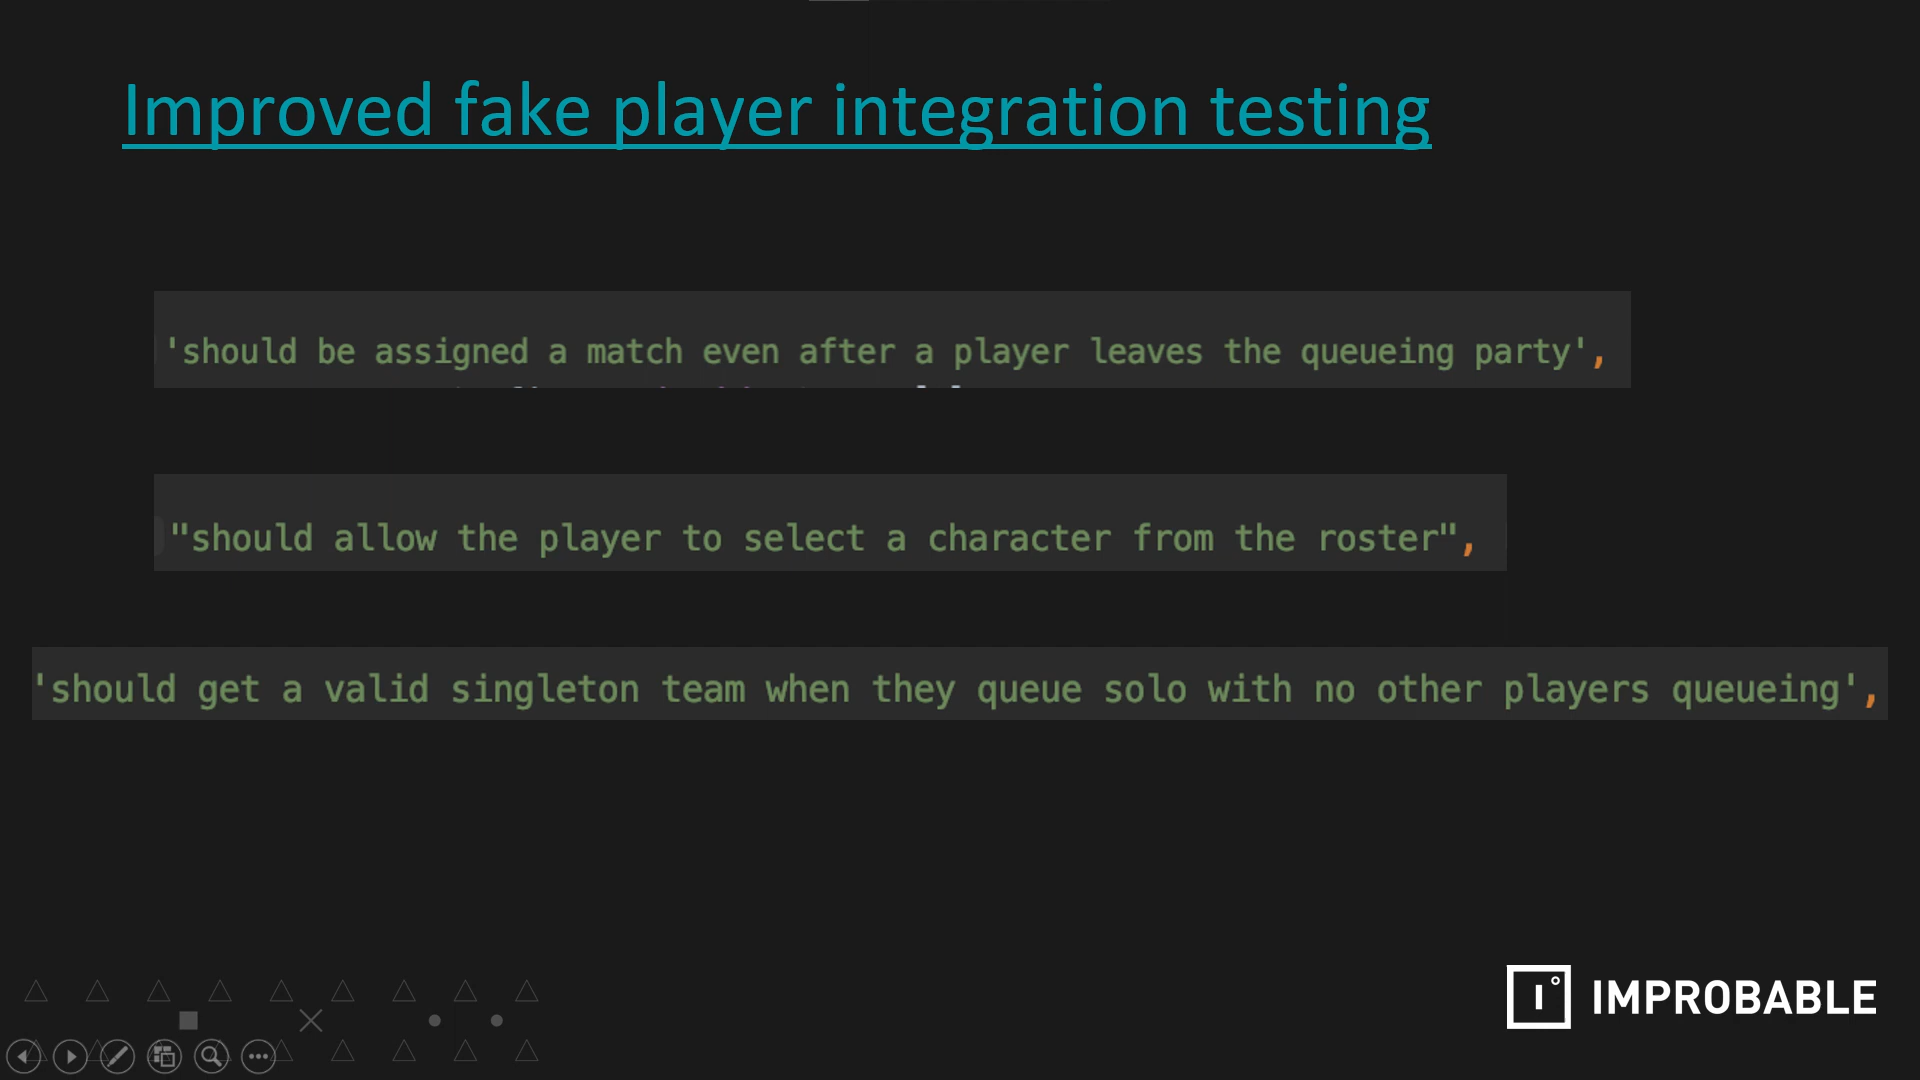 Improved fake player integration testing
'should be assigned a match even after a player leaves the queueing party',
"should allow the player to select a character from the roster",
'should get a valid singleton team when they queue solo with no other players queueing',
IMPROBABLE